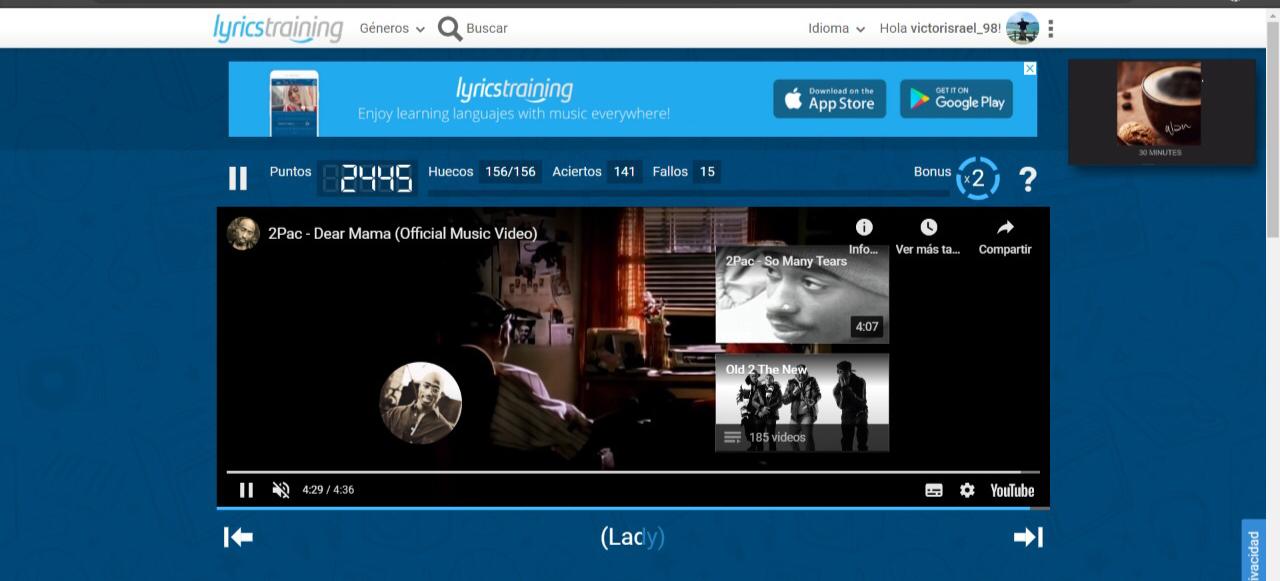 lyricstraining Géneros Buscar Idioma Hola victorisrael_98!
lyricstraining
Enjoy learning languajes with music everywhere!
Download on the
App Store
GET IT ON
Google Play
alan
30 MINUTES
Puntos 2445 Huecos 156/156 Aciertos 141 Fallos 15 Bonus x2 ?
2Pac - Dear Mama (Official Music Video)
Info... Ver más ta... Compartir
2Pac - So Many Tears
4:07
Old 2 The New
185 videos
4:29 / 4:36 YouTube
(Lady)
ivacidad